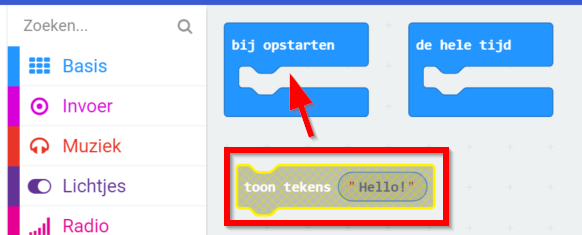 Zoeken...
Basis
Invoer
Muziek
Lichtjes
Radio
bij opstarten
de hele tijd
toon tekens "Hello!"